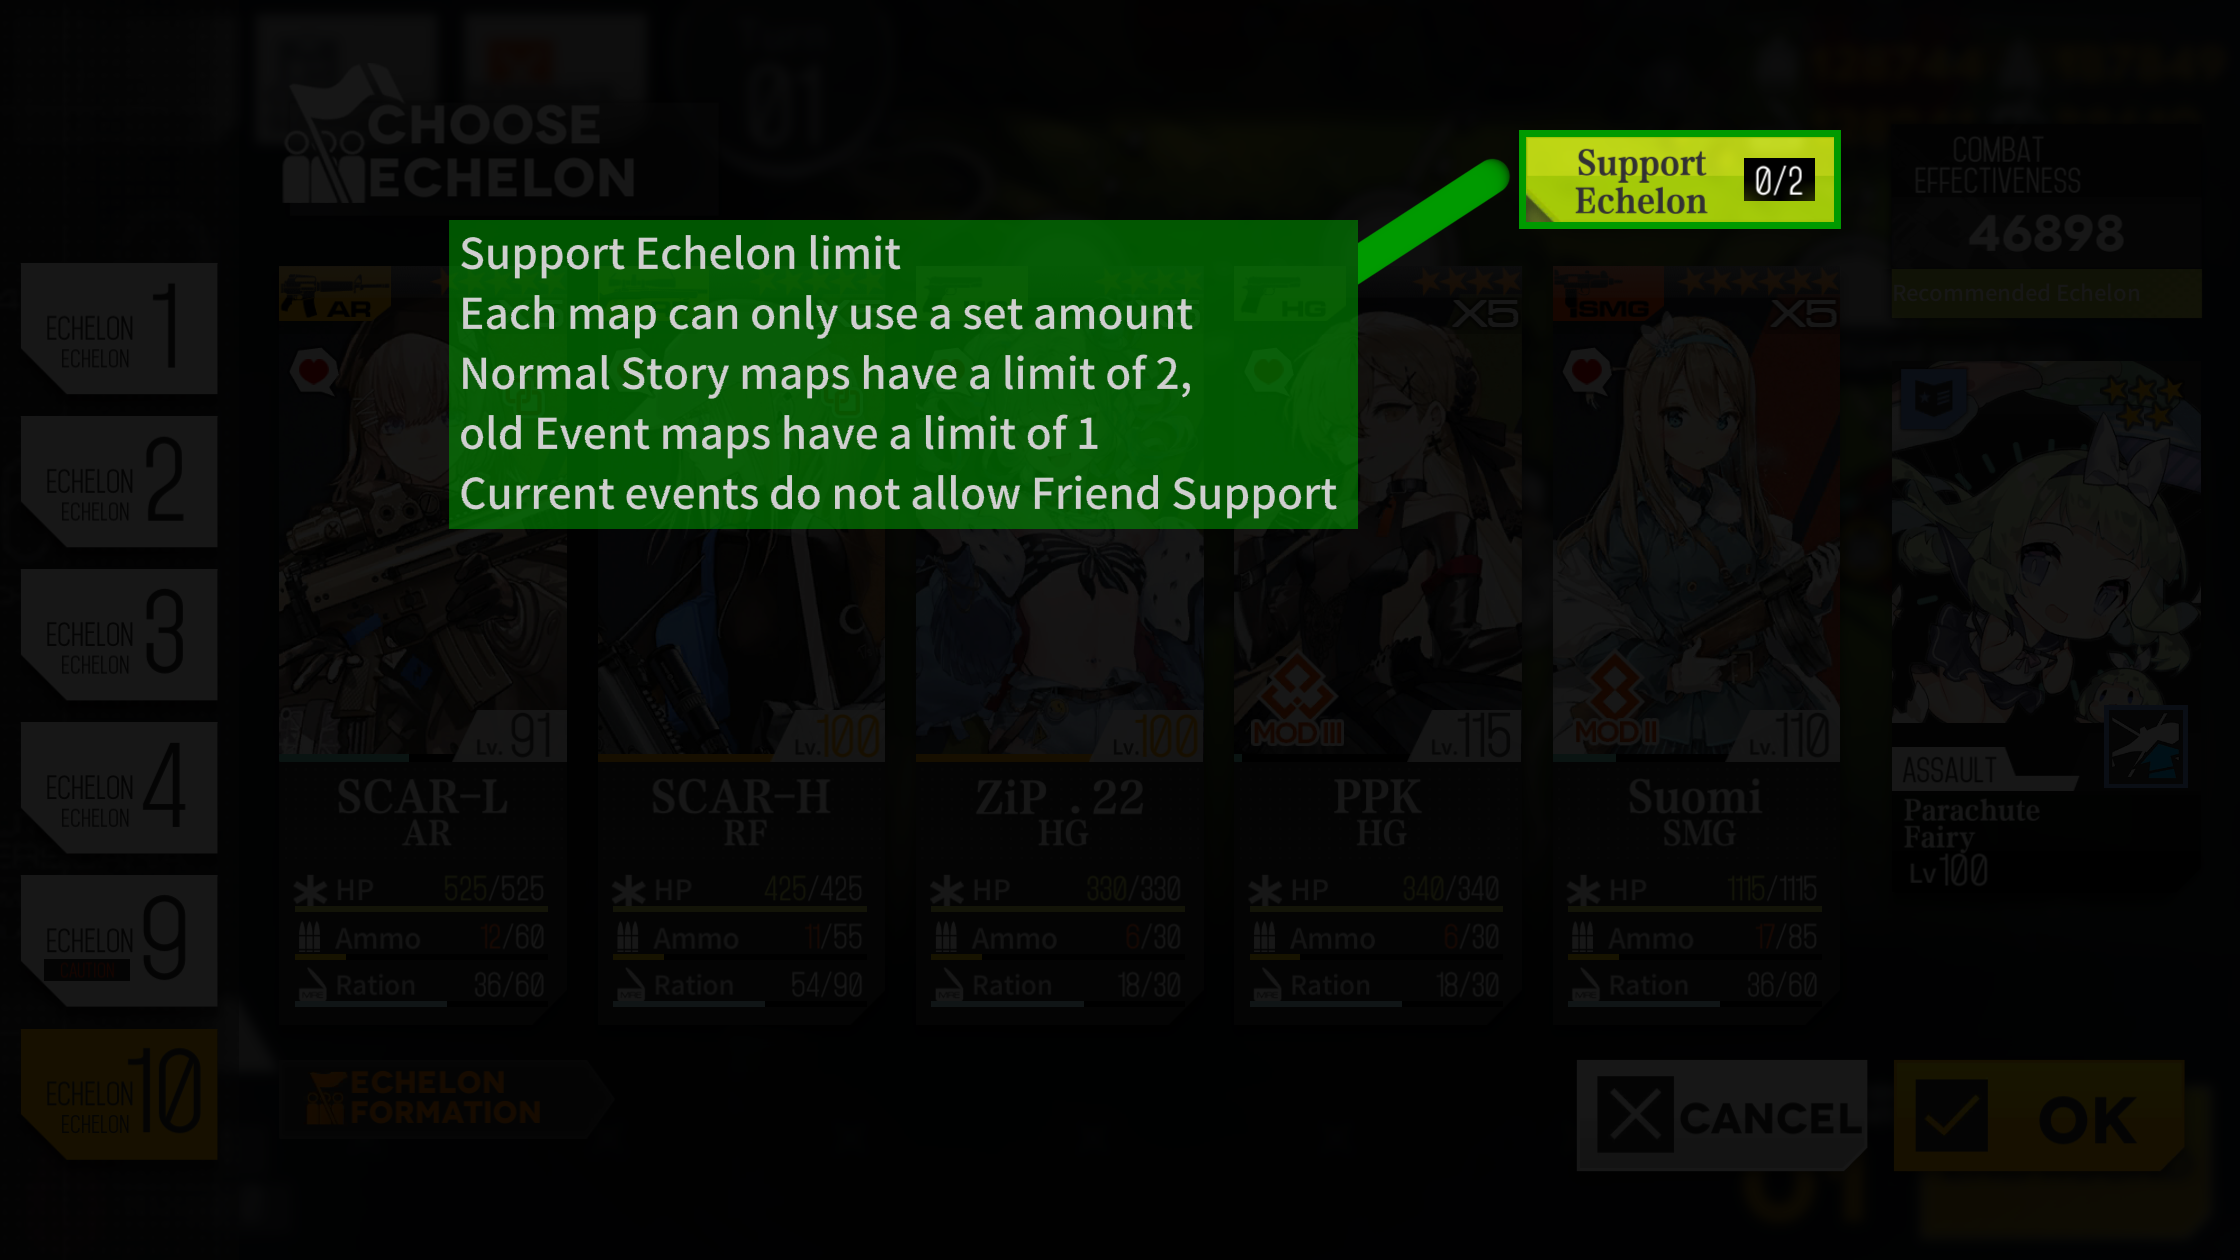 CHOOSE
ECHELON
01
Support
Echelon
0/2
COMBAT
EFFECTIVENESS
46898
Recommended Echelon
Support Echelon limit
Each map can only use a set amount
Normal Story maps have a limit of 2,
old Event maps have a limit of 1
Current events do not allow Friend Support
ECHELON
ECHELON
1
ECHELON
ECHELON
2
ECHELON
ECHELON
3
ECHELON
ECHELON
4
ECHELON
9
ECHELON
ECHELON
10
AR
Lv.91
SCAR-L
AR
HP 525/525
Ammo 12/60
Ration 36/60
Lv.100
SCAR-H
RF
HP 425/425
Ammo 11/55
Ration 54/90
Lv.100
ZiP .22
HG
HP 330/330
Ammo 6/30
Ration 18/30
HG
X5
MOD III
Lv.115
PPK
HG
HP 340/340
Ammo 6/30
Ration 18/30
SMG
X5
MOD II
Lv.110
Suomi
SMG
HP 1115/1115
Ammo 17/85
Ration 36/60
ASSAULT
Parachute
Fairy
Lv100
ECHELON
FORMATION
CANCEL
OK